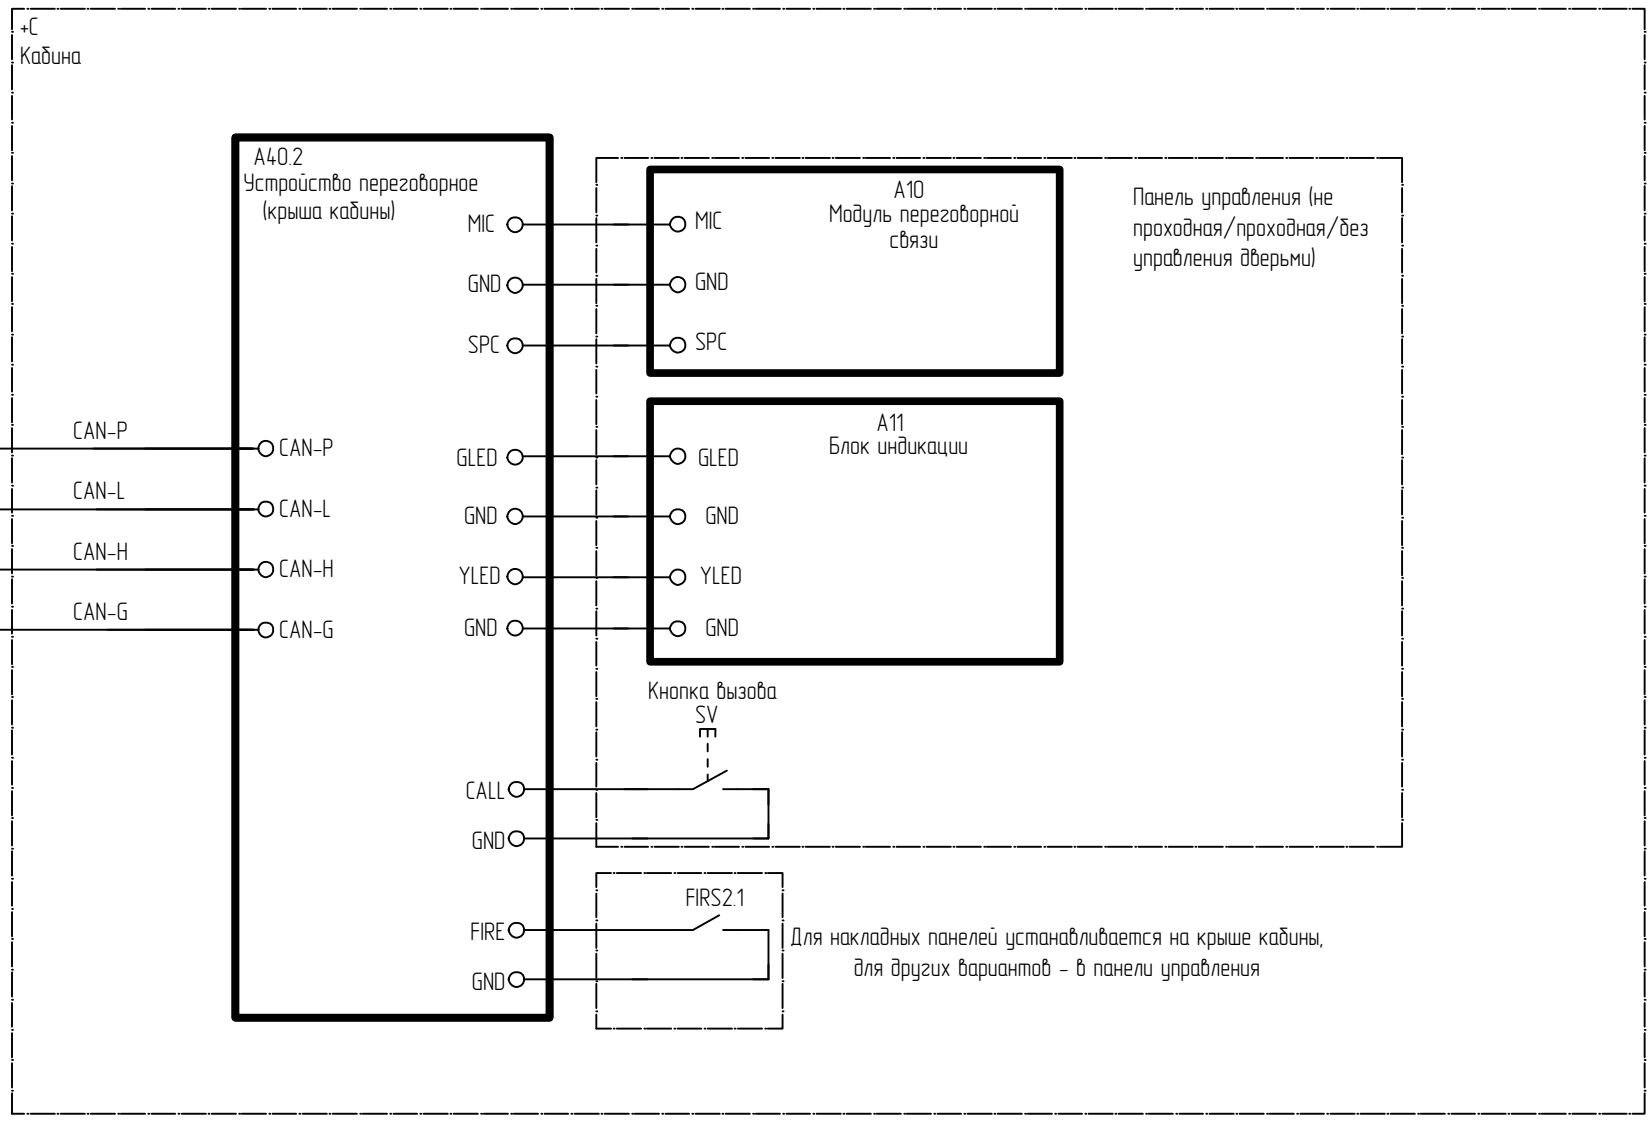 +C
Кабина
A40.2
Устройство переговорное
(крыша кабины)
MIC
GND
SPC
MIC
GND
SPC
A10
Модуль переговорной
связи
Панель управления (не
проходная/проходная/без
управления дверьми)
CAN-P
CAN-L
CAN-H
CAN-G
CAN-P
CAN-L
CAN-H
CAN-G
GLED
GND
YLED
GND
A11
Блок индикации
GLED
GND
YLED
GND
Кнопка вызова
SV
CALL
GND
FIRE
GND
FIRS2.1
Для накладных панелей устанавливается на крыше кабины,
для других вариантов - в панели управления